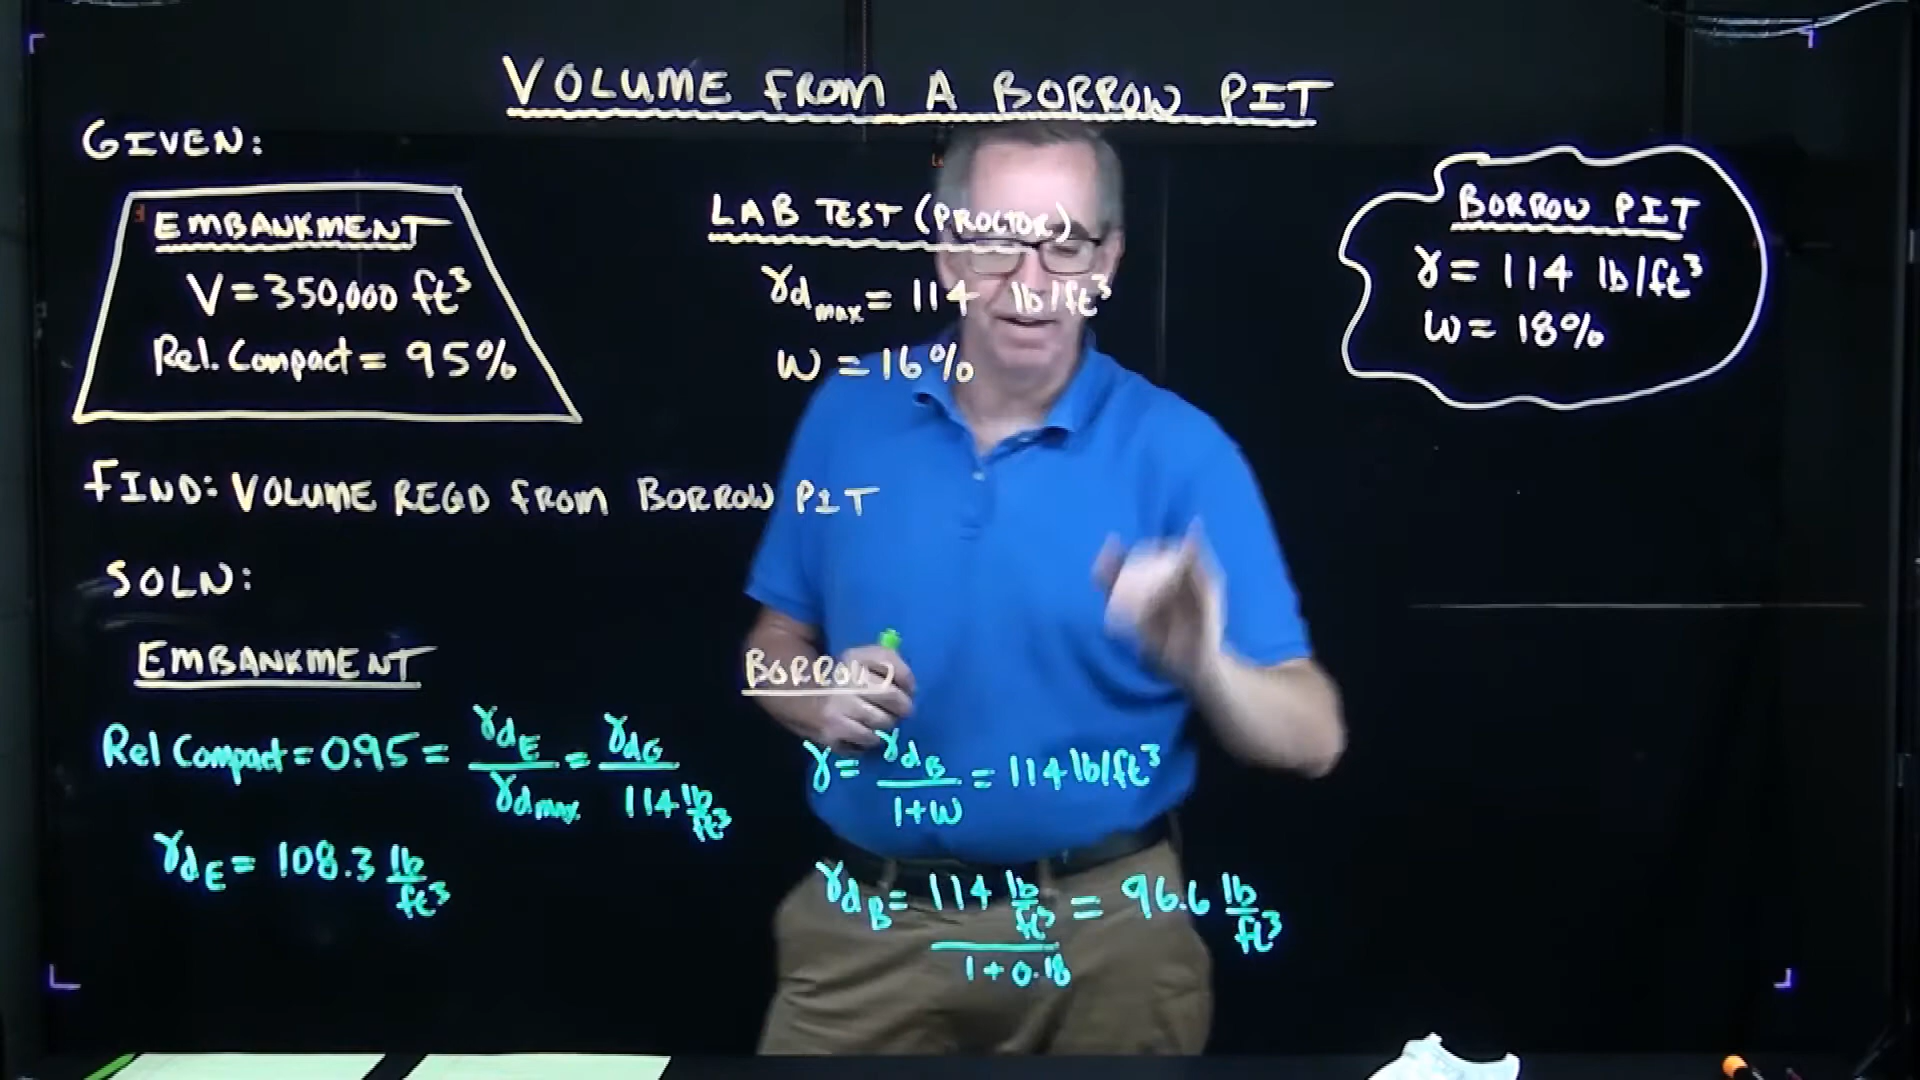 VOLUME FROM A BORROW PIT
GIVEN:
EMBANKMENT
V = 350,000 ft³
Rel. Compact = 95%
LAB TEST (PROCTOR)
γd max = 114 lb/ft³
w = 16%
BORROW PIT
γ = 114 lb/ft³
w = 18%
FIND: VOLUME REQD FROM BORROW PIT
SOLN:
EMBANKMENT
Rel Compact = 0.95 = γdE / γd max = γdE / 114 lb/ft³
γdE = 108.3 lb/ft³
BORROW
γ = γdB / 1+w = 114 lb/ft³
γdB = 114 lb/ft³ / 1 + 0.18 = 96.6 lb/ft³